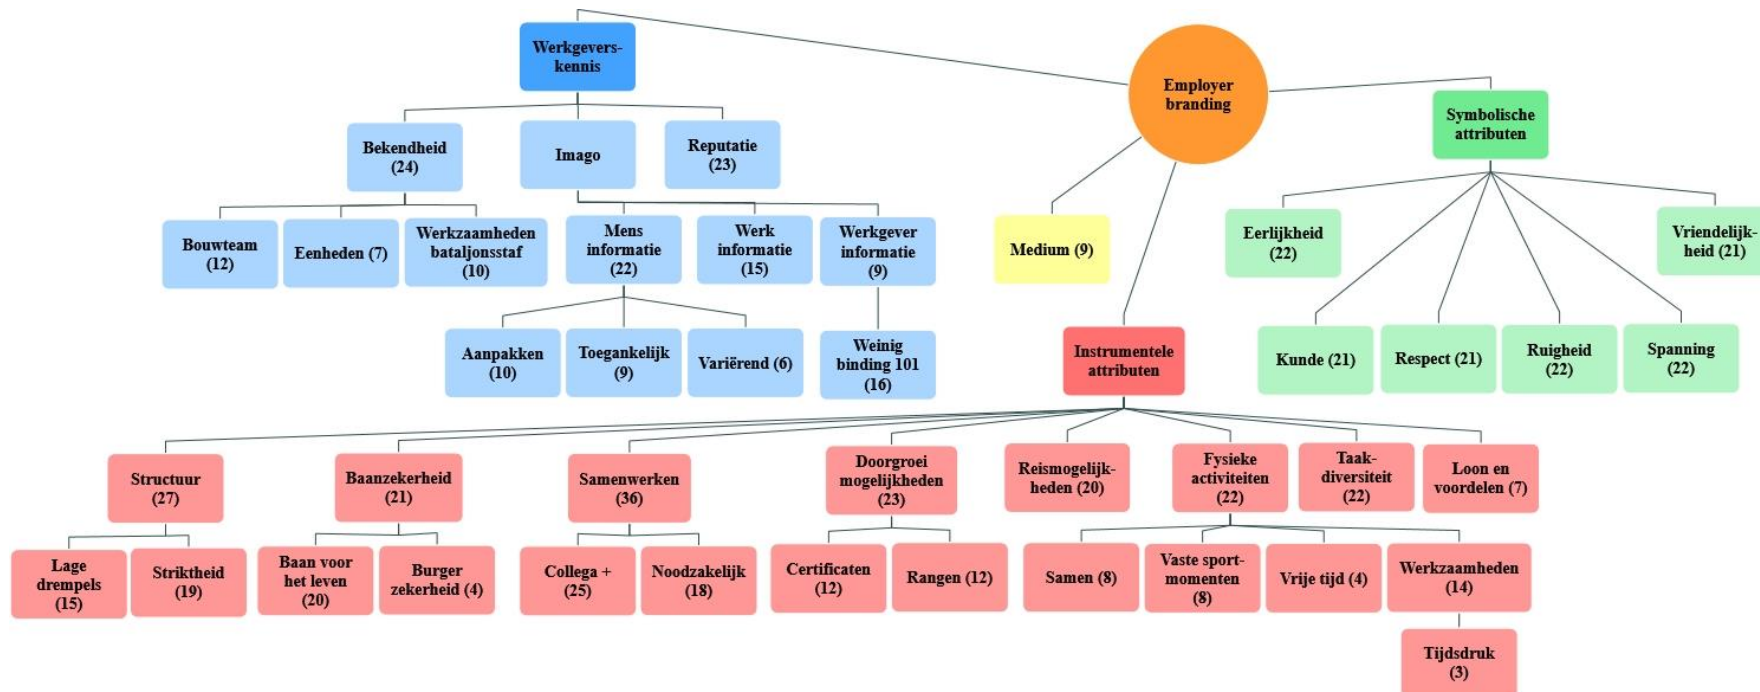 Werkgevers-
kennis
Employer
branding
Symbolische
attributen
Bekendheid
(24)
Imago
Reputatie
(23)
Bouwteam
(12)
Eenheden (7)
Werkzaamheden
bataljonsstaf
(10)
Mens
informatie
(22)
Werk
informatie
(15)
Werkgever
informatie
(9)
Medium (9)
Eerlijkheid
(22)
Vriendelijk-
heid (21)
Aanpakken
(10)
Toegankelijk
(9)
Variërend (6)
Weinig
binding 101
(16)
Instrumentele
attributen
Kunde (21)
Respect (21)
Ruigheid
(22)
Spanning
(22)
Structuur
(27)
Baanzekerheid
(21)
Samenwerken
(36)
Doorgroei
mogelijkheden
(23)
Reismogelijk-
heden (20)
Fysieke
activiteiten
(22)
Taak-
diversiteit
(22)
Loon en
voordelen (7)
Lage
drempels
(15)
Striktheid
(19)
Baan voor
het leven
(20)
Burger
zekerheid (4)
Collega +
(25)
Noodzakelijk
(18)
Certificaten
(12)
Rangen (12)
Samen (8)
Vaste sport-
momenten
(8)
Vrije tijd (4)
Werkzaamheden
(14)
Tijdsdruk
(3)